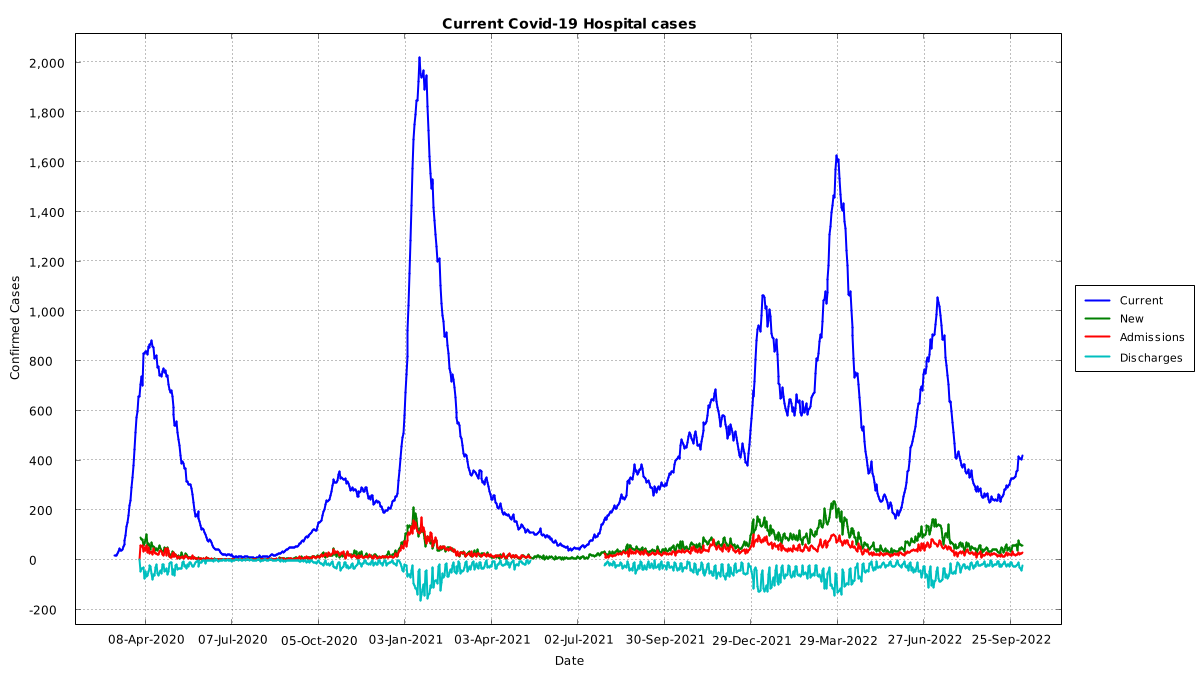 Current Covid-19 Hospital cases
2,000
1,800
1,600
1,400
1,200
1,000
800
600
400
200
0
-200
Confirmed Cases
08-Apr-2020 07-Jul-2020 05-Oct-2020 03-Jan-2021 03-Apr-2021 02-Jul-2021 30-Sep-2021 29-Dec-2021 29-Mar-2022 27-Jun-2022 25-Sep-2022
Date
Current
New
Admissions
Discharges